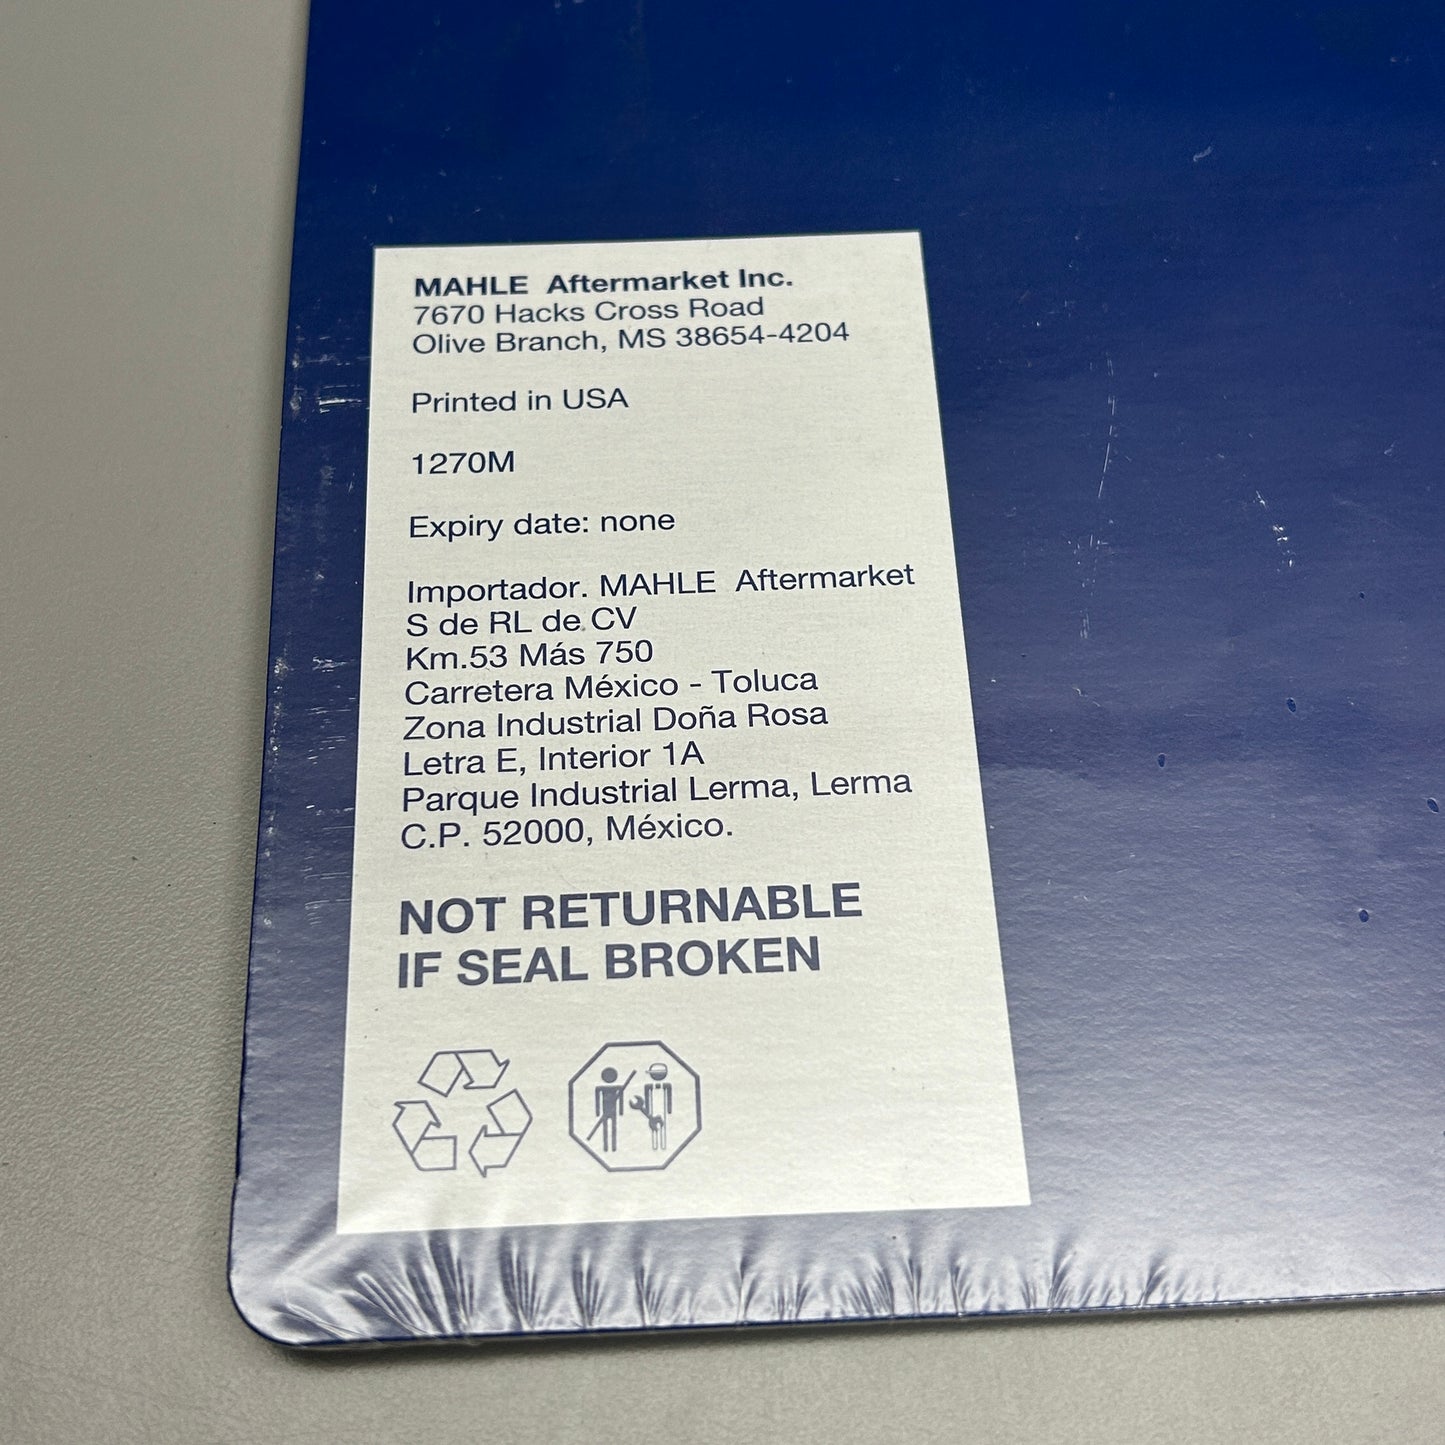 MAHLE Aftermarket Inc.
7670 Hacks Cross Road
Olive Branch, MS 38654-4204
Printed in USA
1270M
Expiry date: none
Importador. MAHLE Aftermarket
S de RL de CV
Km.53 Más 750
Carretera México - Toluca
Zona Industrial Doña Rosa
Letra E, Interior 1A
Parque Industrial Lerma, Lerma
C.P. 52000, México.
NOT RETURNABLE
IF SEAL BROKEN